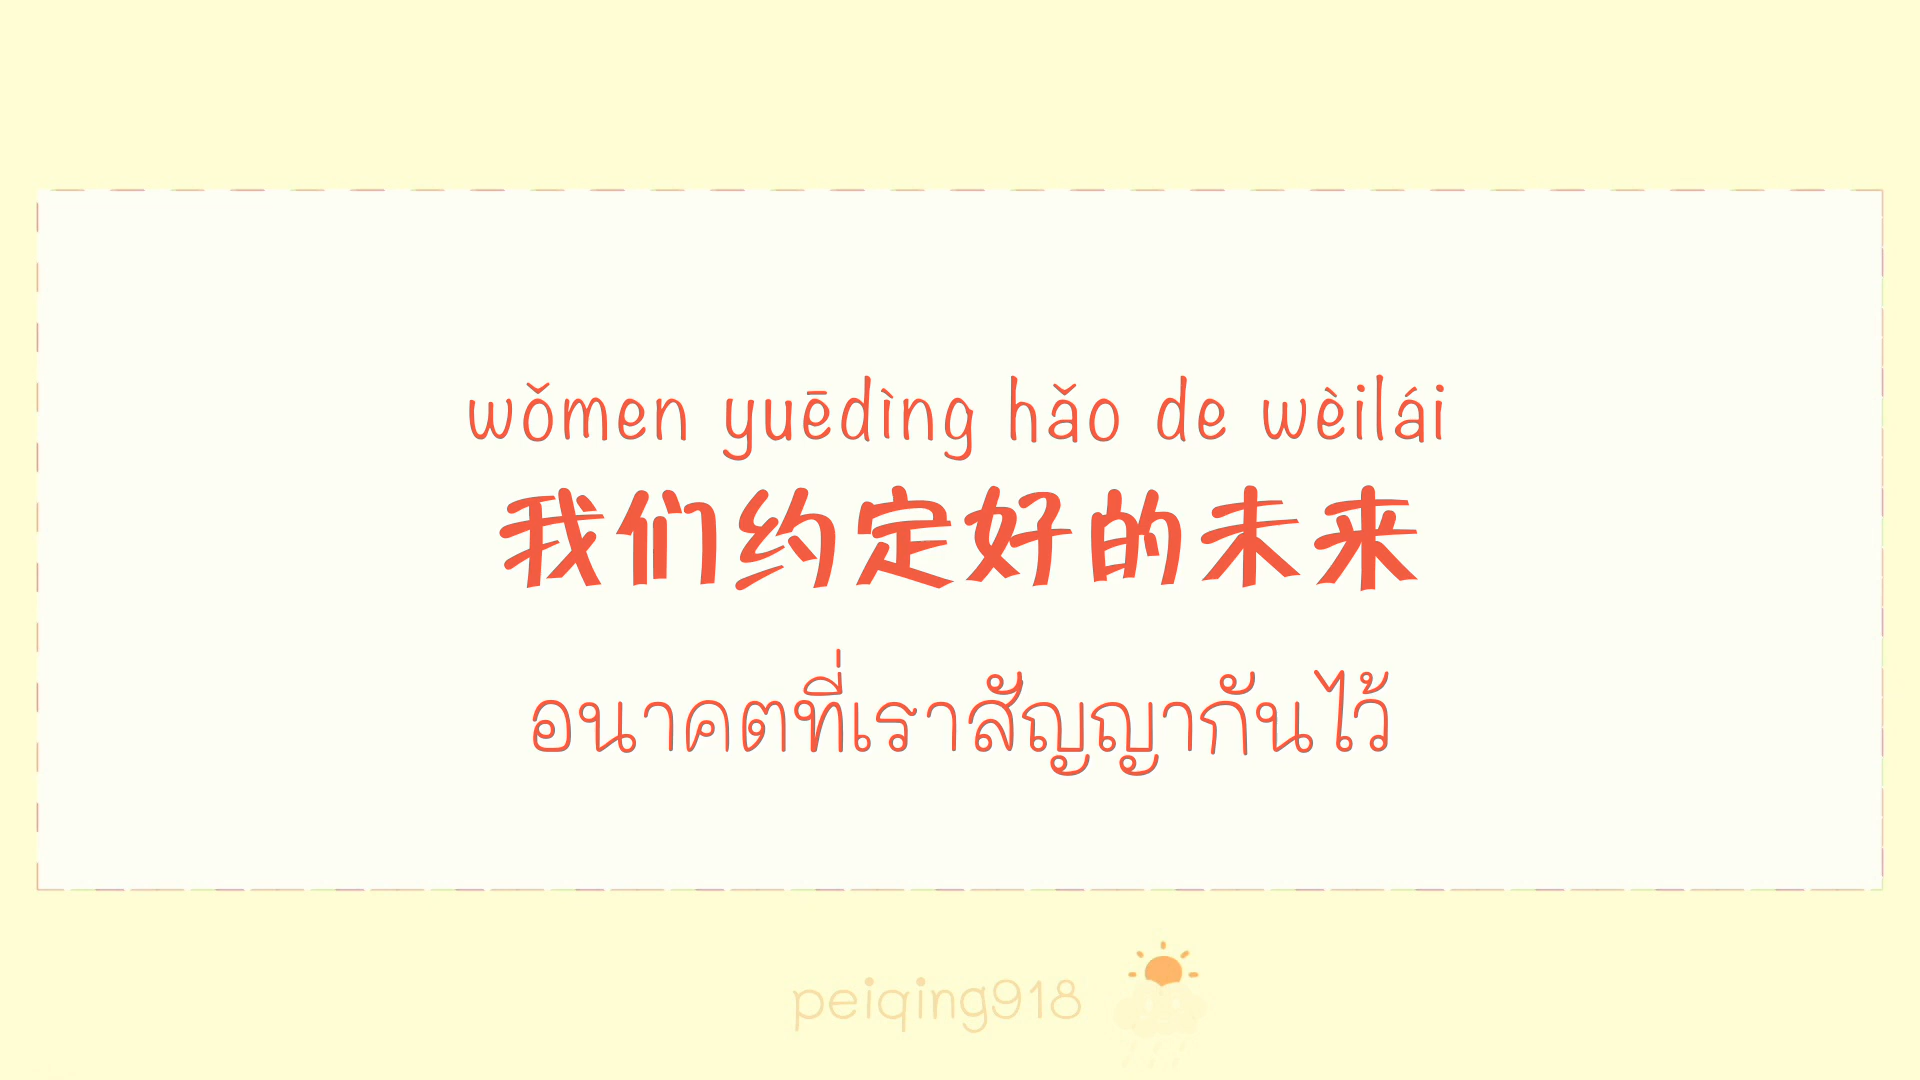 wǒmen yuēdìng hǎo de wèilái
我们约定好的未来
อนาคตที่เราสัญญากันไว้
peiqing918